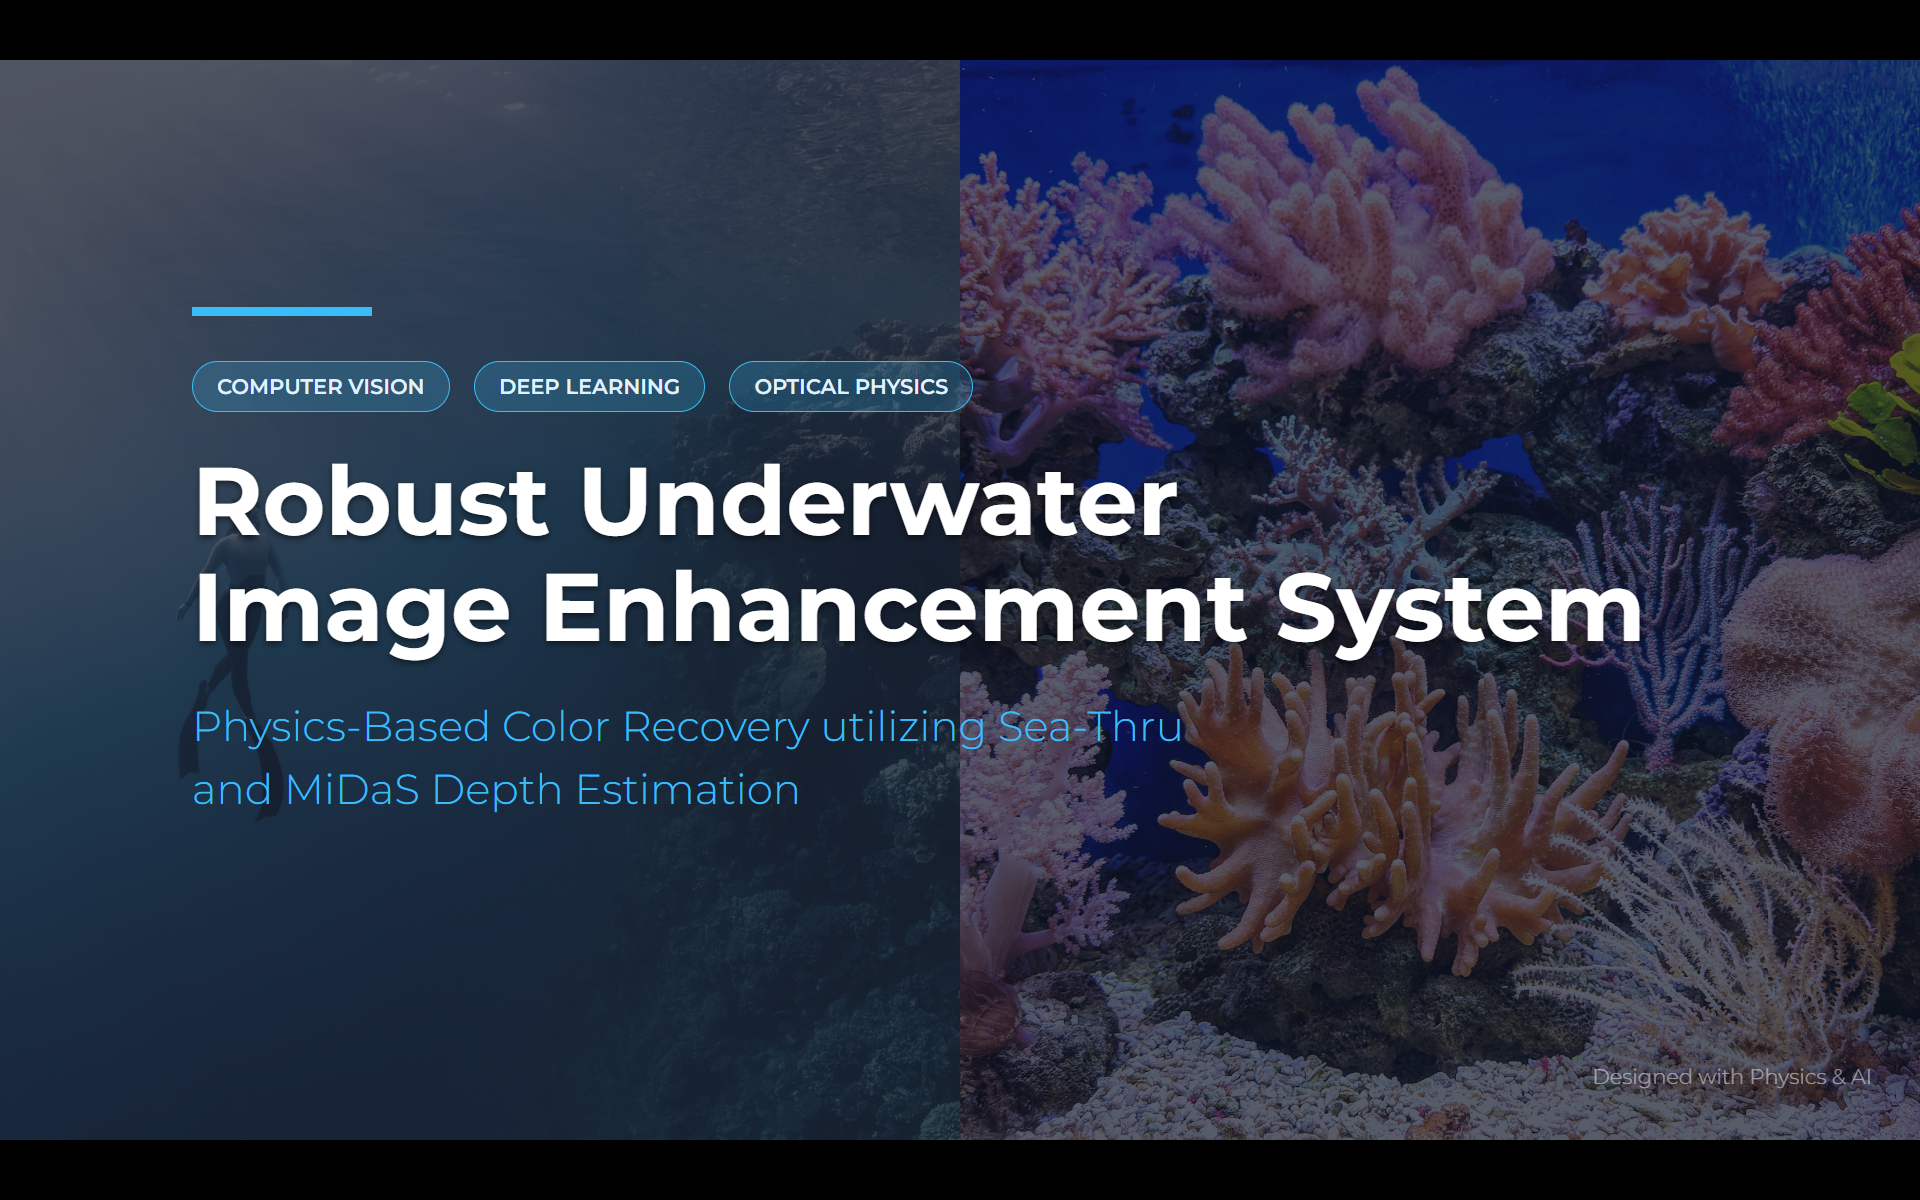 COMPUTER VISION
DEEP LEARNING
OPTICAL PHYSICS
Robust Underwater
Image Enhancement System
Physics-Based Color Recovery utilizing Sea-Thru
and MiDaS Depth Estimation
Designed with Physics & AI